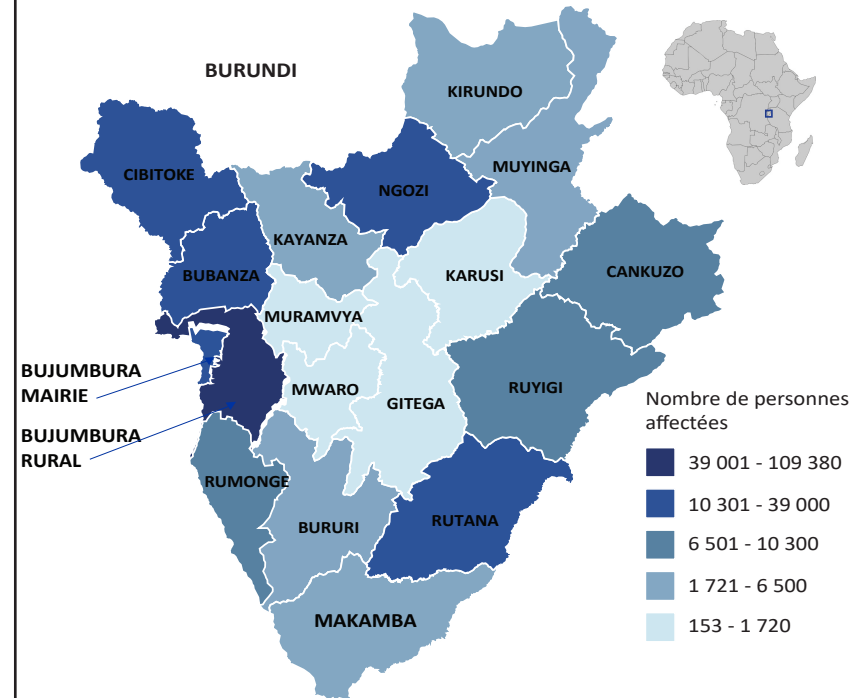 BURUNDI
KIRUNDO
MUYINGA
CIBITOKE
NGOZI
KAYANZA
BUBANZA
KARUSI
CANKUZO
MURAMVYA
BUJUMBURA
MAIRIE
MWARO
GITEGA
RUYIGI
BUJUMBURA
RURAL
RUMONGE
BURURI
RUTANA
MAKAMBA
Nombre de personnes
affectées
39 001 - 109 380
10 301 - 39 000
6 501 - 10 300
1 721 - 6 500
153 - 1 720